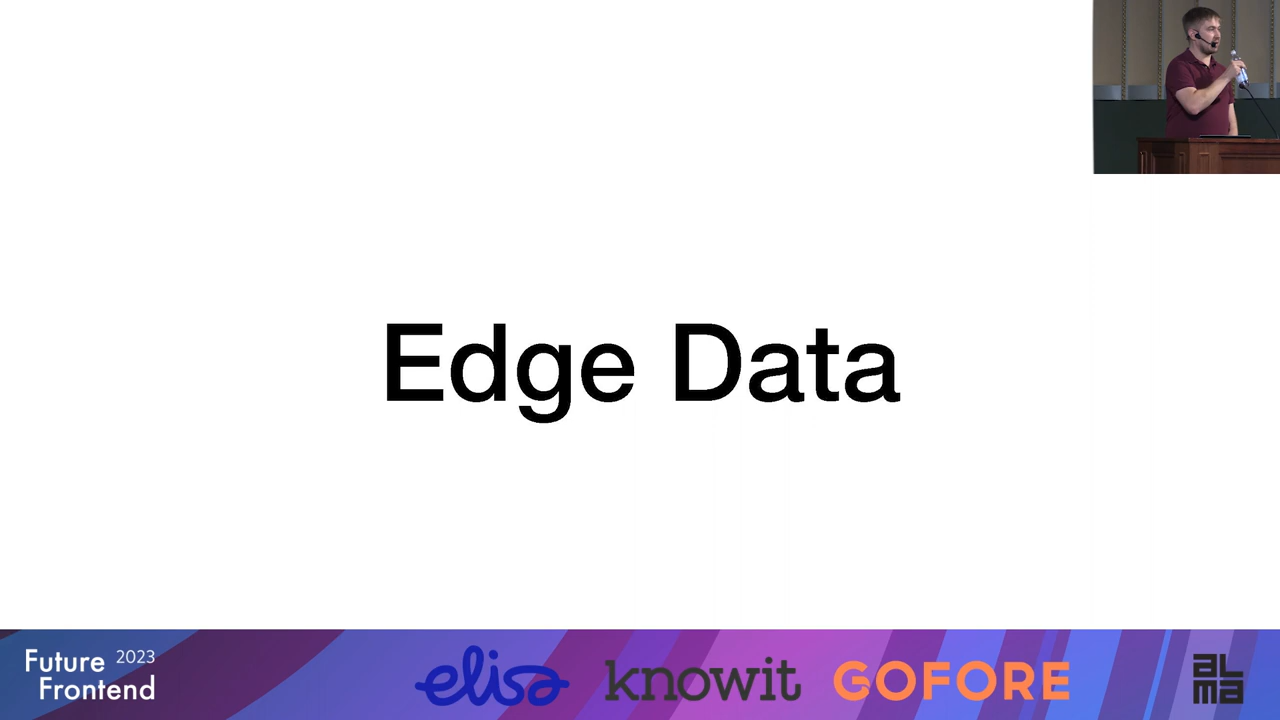 Edge Data
Future 2023
Frontend
elisa
knowit
GOFORE
aL
ma